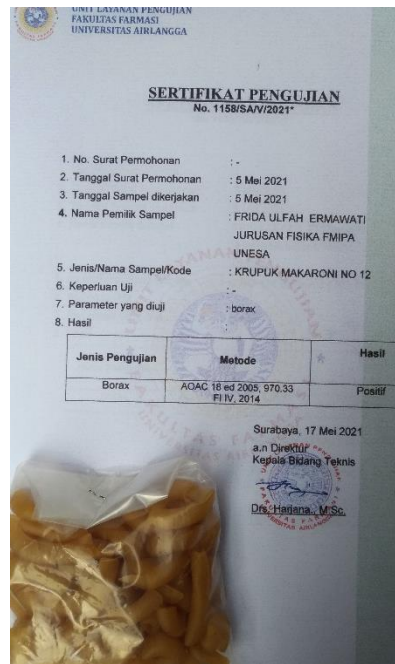 UNIT LAYANAN PENGUJIAN
FAKULTAS FARMASI
UNIVERSITAS AIRLANGGA
SERTIFIKAT PENGUJIAN
No. 1158/SA/V/2021*
1. No. Surat Permohonan : -
2. Tanggal Surat Permohonan : 5 Mei 2021
3. Tanggal Sampel dikerjakan : 5 Mei 2021
4. Nama Pemilik Sampel : FRIDA ULFAH ERMAWATI
JURUSAN FISIKA FMIPA
UNESA
5. Jenis/Nama Sampel/Kode : KRUPUK MAKARONI NO 12
6. Keperluan Uji : -
7. Parameter yang diuji : borax
8. Hasil :
Jenis Pengujian Metode Hasil
Borax AOAC 18 ed 2005, 970.33 Positif
FI IV, 2014
Surabaya, 17 Mei 2021
a.n Direktur
Kepala Bidang Teknis
Drs. Harjana., M.Sc.